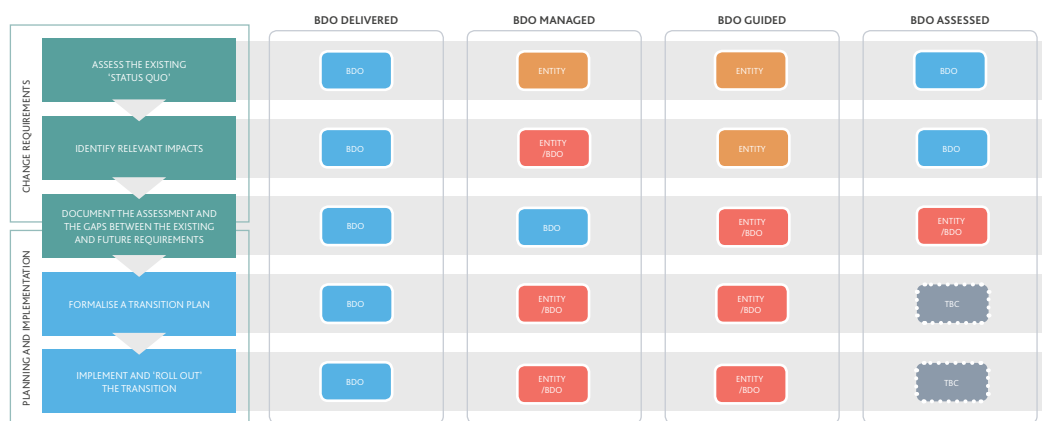 BDO DELIVERED
BDO MANAGED
BDO GUIDED
BDO ASSESSED
CHANGE REQUIREMENTS
ASSESS THE EXISTING
‘STATUS QUO’
BDO
ENTITY
ENTITY
BDO
IDENTIFY RELEVANT IMPACTS
BDO
ENTITY
/BDO
ENTITY
BDO
DOCUMENT THE ASSESSMENT AND
THE GAPS BETWEEN THE EXISTING
AND FUTURE REQUIREMENTS
BDO
BDO
ENTITY
/BDO
ENTITY
/BDO
PLANNING AND IMPLEMENTATION
FORMALISE A TRANSITION PLAN
BDO
ENTITY
/BDO
ENTITY
/BDO
TBC
IMPLEMENT AND ‘ROLL OUT’
THE TRANSITION
BDO
ENTITY
/BDO
ENTITY
/BDO
TBC